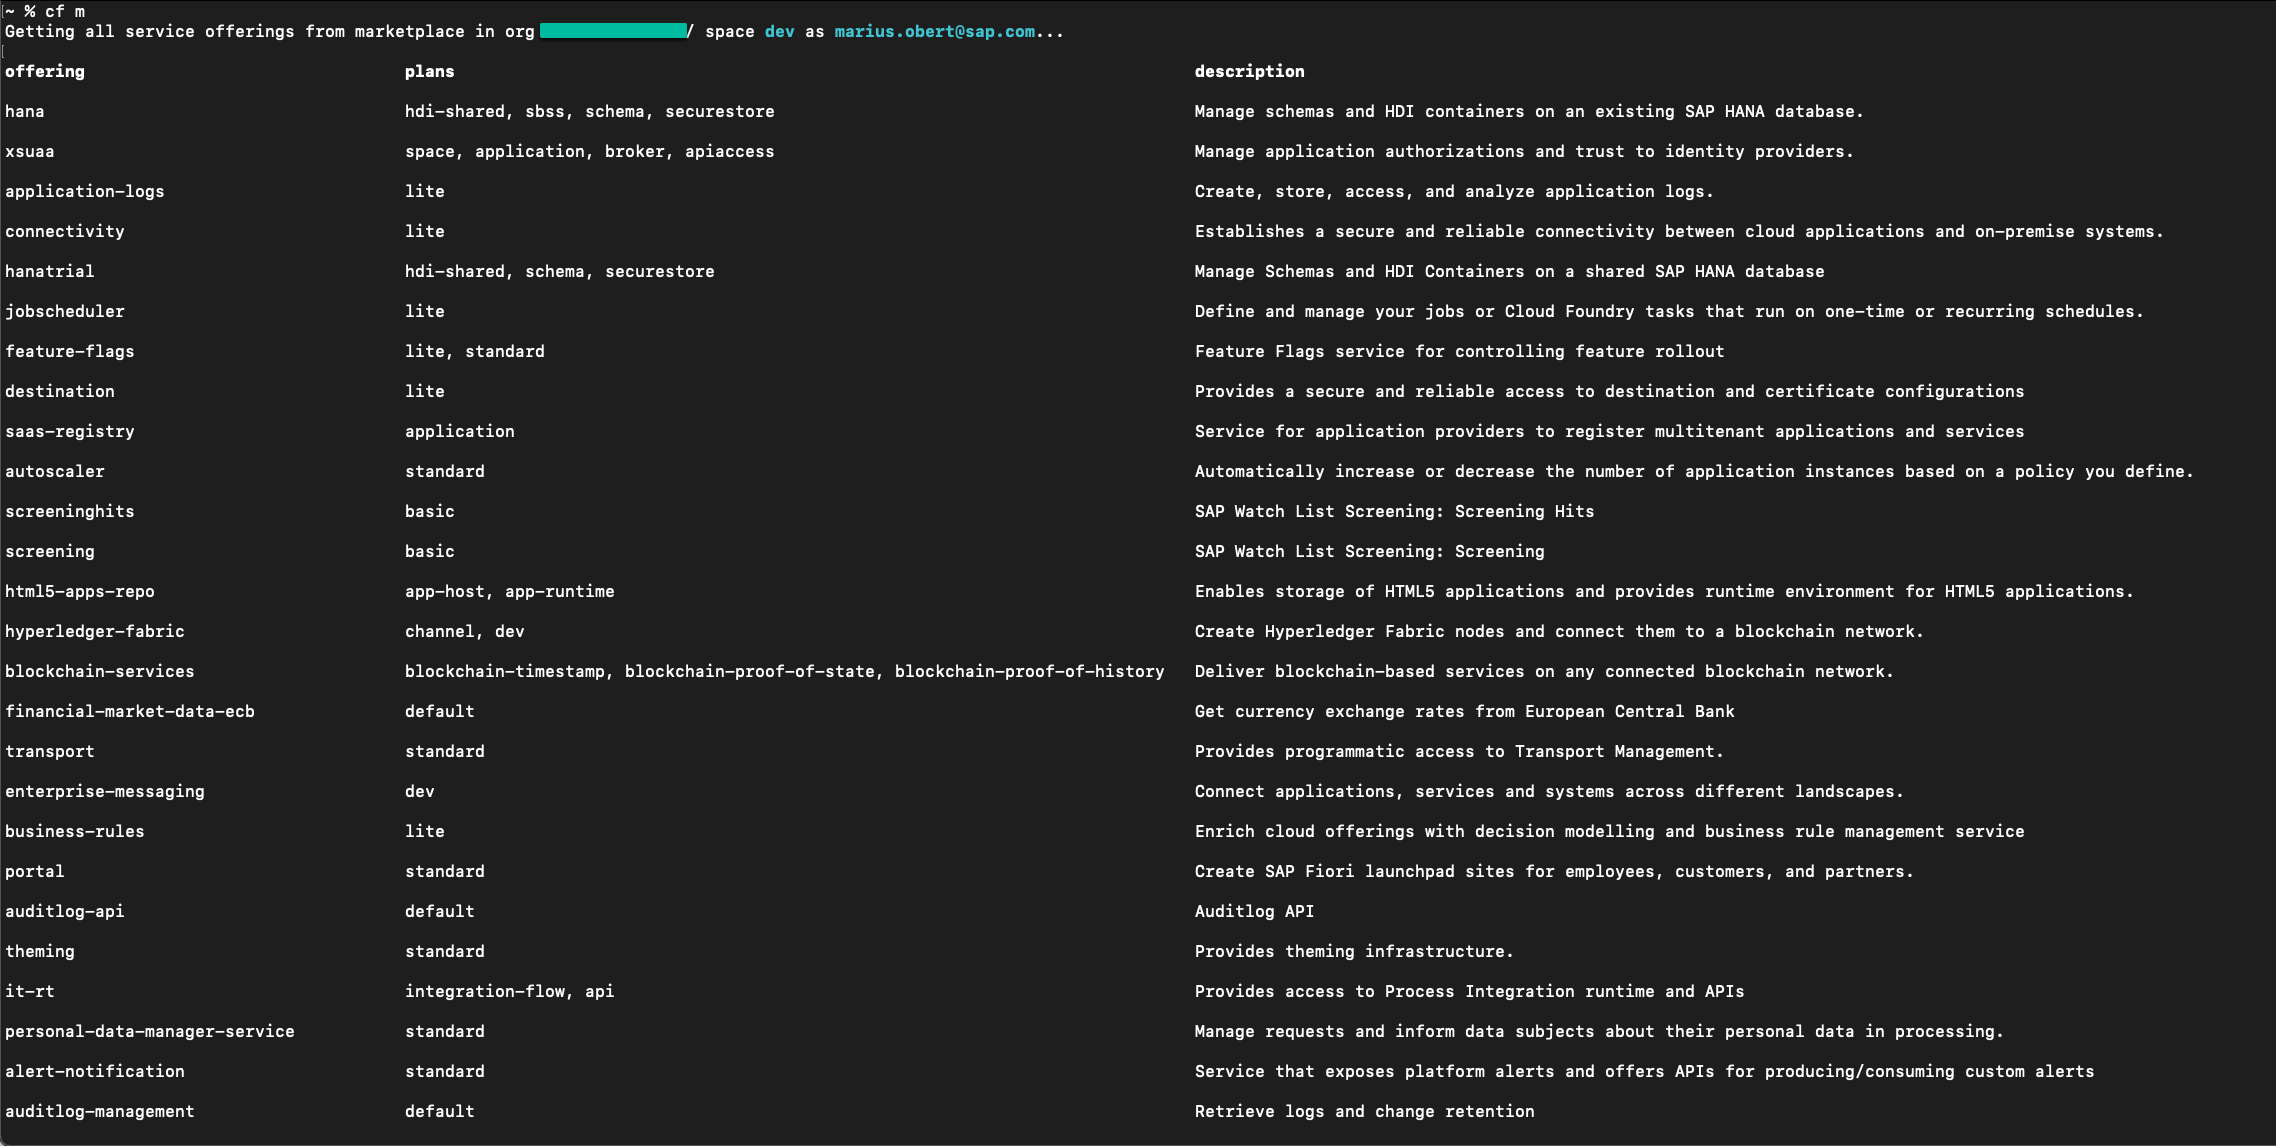 ~ % cf m
Getting all service offerings from marketplace in org / space dev as marius.obert@sap.com...
offering plans description
hana hdi-shared, sbss, schema, securestore Manage schemas and HDI containers on an existing SAP HANA database.
xsuaa space, application, broker, apiaccess Manage application authorizations and trust to identity providers.
application-logs lite Create, store, access, and analyze application logs.
connectivity lite Establishes a secure and reliable connectivity between cloud applications and on-premise systems.
hanatrial hdi-shared, schema, securestore Manage Schemas and HDI Containers on a shared SAP HANA database
jobscheduler lite Define and manage your jobs or Cloud Foundry tasks that run on one-time or recurring schedules.
feature-flags lite, standard Feature Flags service for controlling feature rollout
destination lite Provides a secure and reliable access to destination and certificate configurations
saas-registry application Service for application providers to register multitenant applications and services
autoscaler standard Automatically increase or decrease the number of application instances based on a policy you define.
screeninghits basic SAP Watch List Screening: Screening Hits
screening basic SAP Watch List Screening: Screening
html5-apps-repo app-host, app-runtime Enables storage of HTML5 applications and provides runtime environment for HTML5 applications.
hyperledger-fabric channel, dev Create Hyperledger Fabric nodes and connect them to a blockchain network.
blockchain-services blockchain-timestamp, blockchain-proof-of-state, blockchain-proof-of-history Deliver blockchain-based services on any connected blockchain network.
financial-market-data-ecb default Get currency exchange rates from European Central Bank
transport standard Provides programmatic access to Transport Management.
enterprise-messaging dev Connect applications, services and systems across different landscapes.
business-rules lite Enrich cloud offerings with decision modelling and business rule management service
portal standard Create SAP Fiori launchpad sites for employees, customers, and partners.
auditlog-api default Auditlog API
theming standard Provides theming infrastructure.
it-rt integration-flow, api Provides access to Process Integration runtime and APIs
personal-data-manager-service standard Manage requests and inform data subjects about their personal data in processing.
alert-notification standard Service that exposes platform alerts and offers APIs for producing/consuming custom alerts
auditlog-management default Retrieve logs and change retention